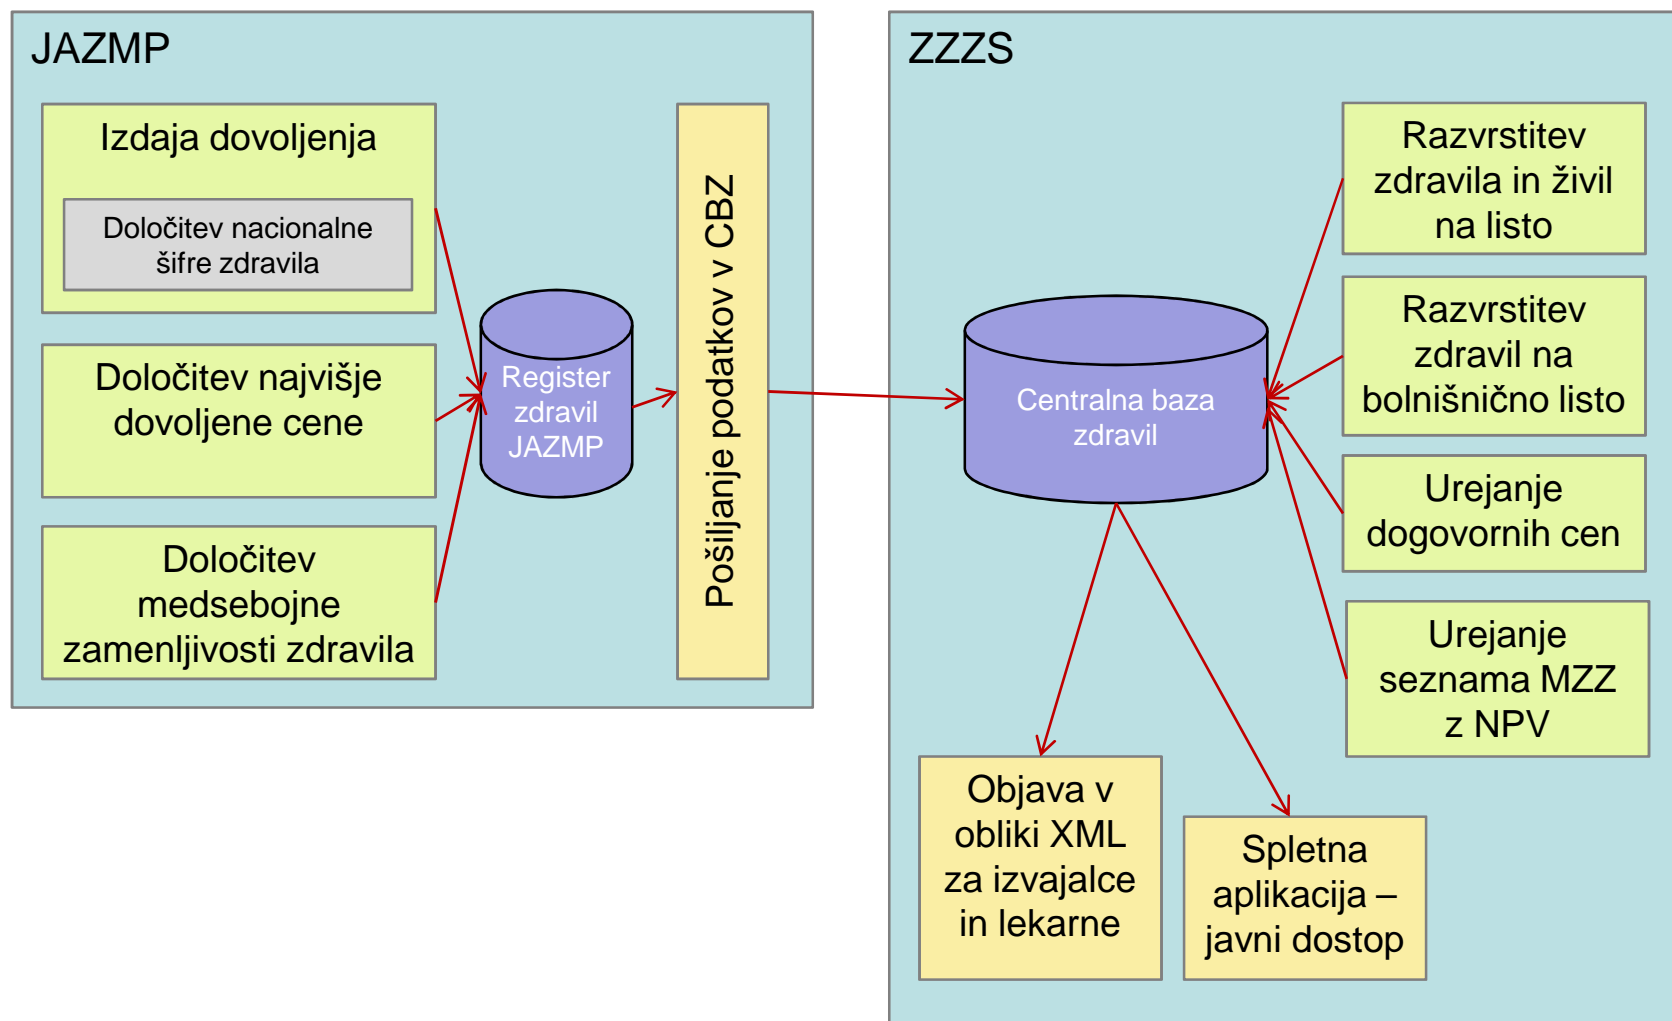 JAZMP
Izdaja dovoljenja
Določitev nacionalne
šifre zdravila
Določitev najvišje
dovoljene cene
Določitev
medsebojne
zamenljivosti zdravila
Register
zdravil
JAZMP
Pošiljanje podatkov v CBZ
ZZZS
Centralna baza
zdravil
Razvrstitev
zdravila in živil
na listo
Razvrstitev
zdravil na
bolnišnično listo
Urejanje
dogovornih cen
Urejanje
seznama MZZ
z NPV
Objava v
obliki XML
za izvajalce
in lekarne
Spletna
aplikacija –
javni dostop